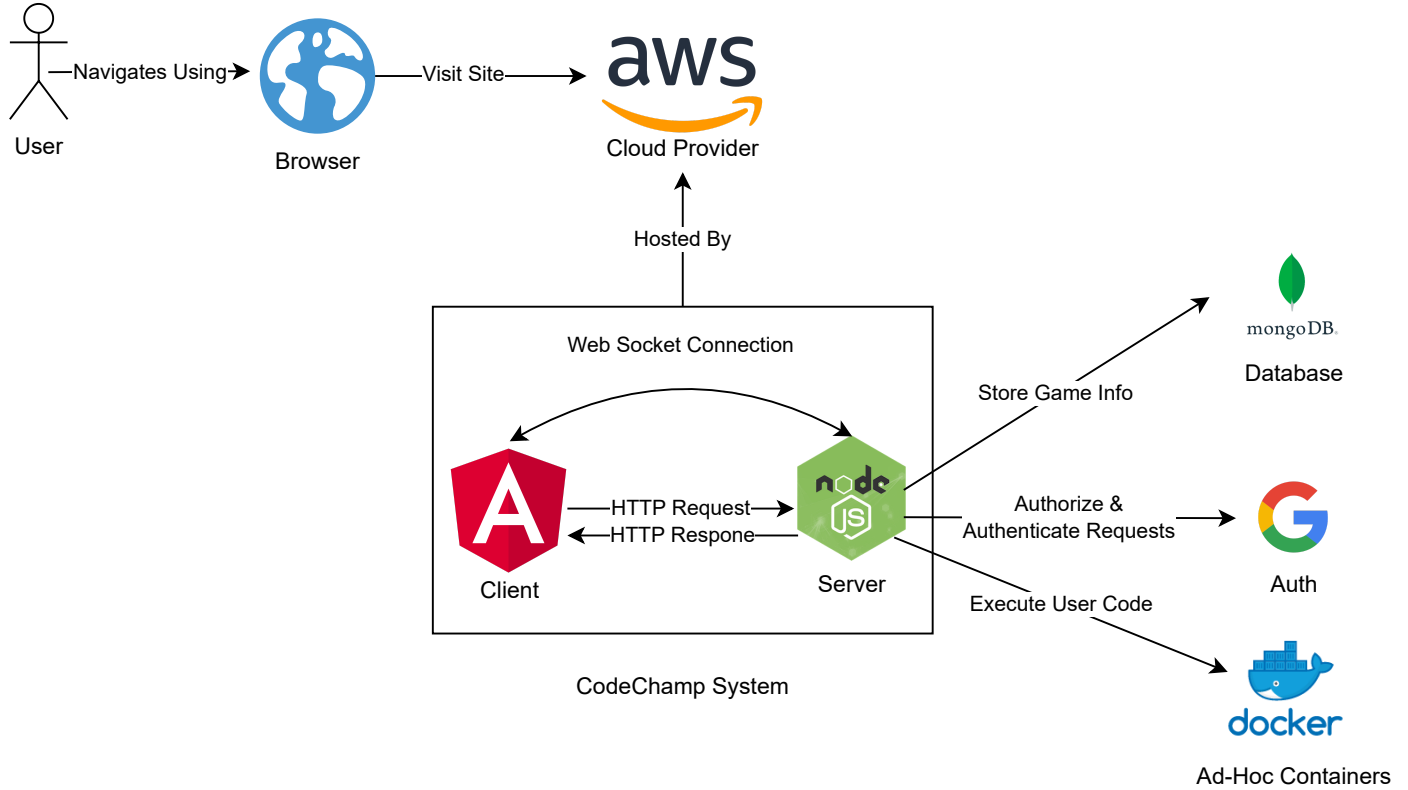 aws
Navigates Using
Visit Site
User
Browser
Cloud Provider
Hosted By
Web Socket Connection
mongoDB.
Database
Store Game Info
node
JS
HTTP Request
HTTP Respone
Authorize &
Authenticate Requests
Client
Server
Auth
Execute User Code
CodeChamp System
docker
Ad-Hoc Containers